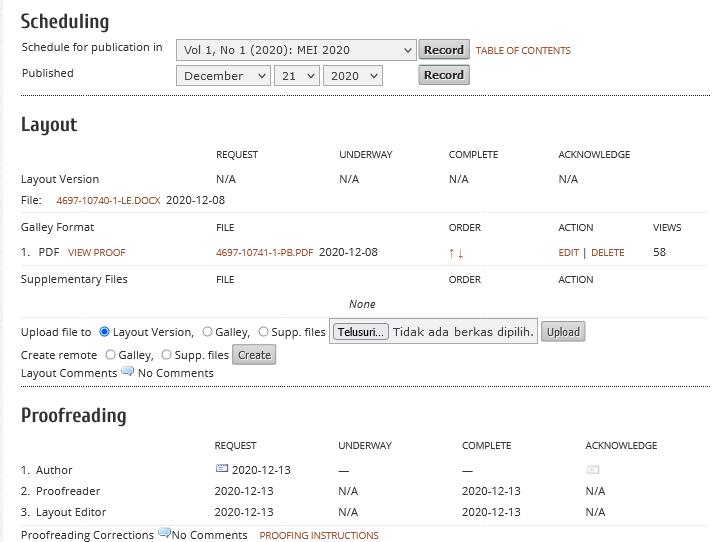 Scheduling
Schedule for publication in Vol 1, No 1 (2020): MEI 2020 Record TABLE OF CONTENTS
Published December 21 2020 Record
Layout
REQUEST UNDERWAY COMPLETE ACKNOWLEDGE
Layout Version N/A N/A N/A N/A
File: 4697-10740-1-LE.DOCX 2020-12-08
Galley Format FILE ORDER ACTION VIEWS
1. PDF VIEW PROOF 4697-10741-1-PB.PDF 2020-12-08 ↑ ↓ EDIT | DELETE 58
Supplementary Files FILE ORDER ACTION
None
Upload file to Layout Version, Galley, Supp. files Telusuri... Tidak ada berkas dipilih. Upload
Create remote Galley, Supp. files Create
Layout Comments No Comments
Proofreading
REQUEST UNDERWAY COMPLETE ACKNOWLEDGE
1. Author 2020-12-13 — —
2. Proofreader 2020-12-13 N/A 2020-12-13 N/A
3. Layout Editor 2020-12-13 N/A 2020-12-13 N/A
Proofreading Corrections No Comments PROOFING INSTRUCTIONS